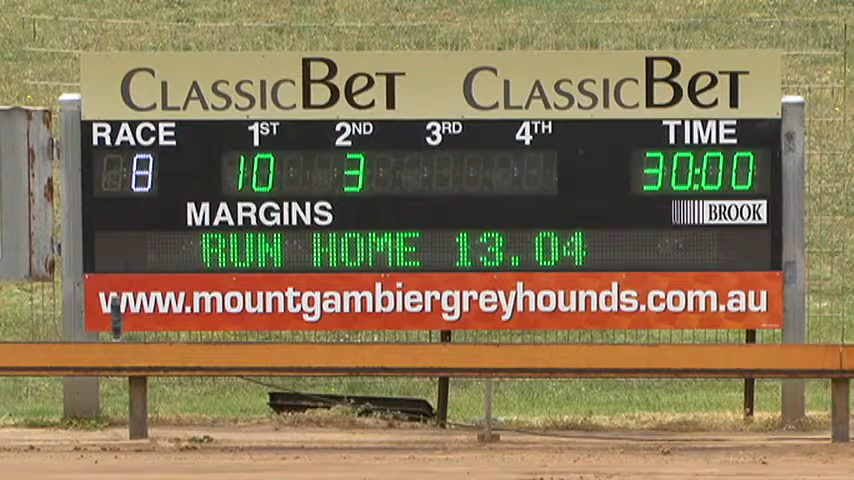 CLASSICBET CLASSICBET
RACE 1ST 2ND 3RD 4TH TIME
8 10 3 30:00
MARGINS BROOK
RUN HOME 13.04
www.mountgambiergreyhounds.com.au